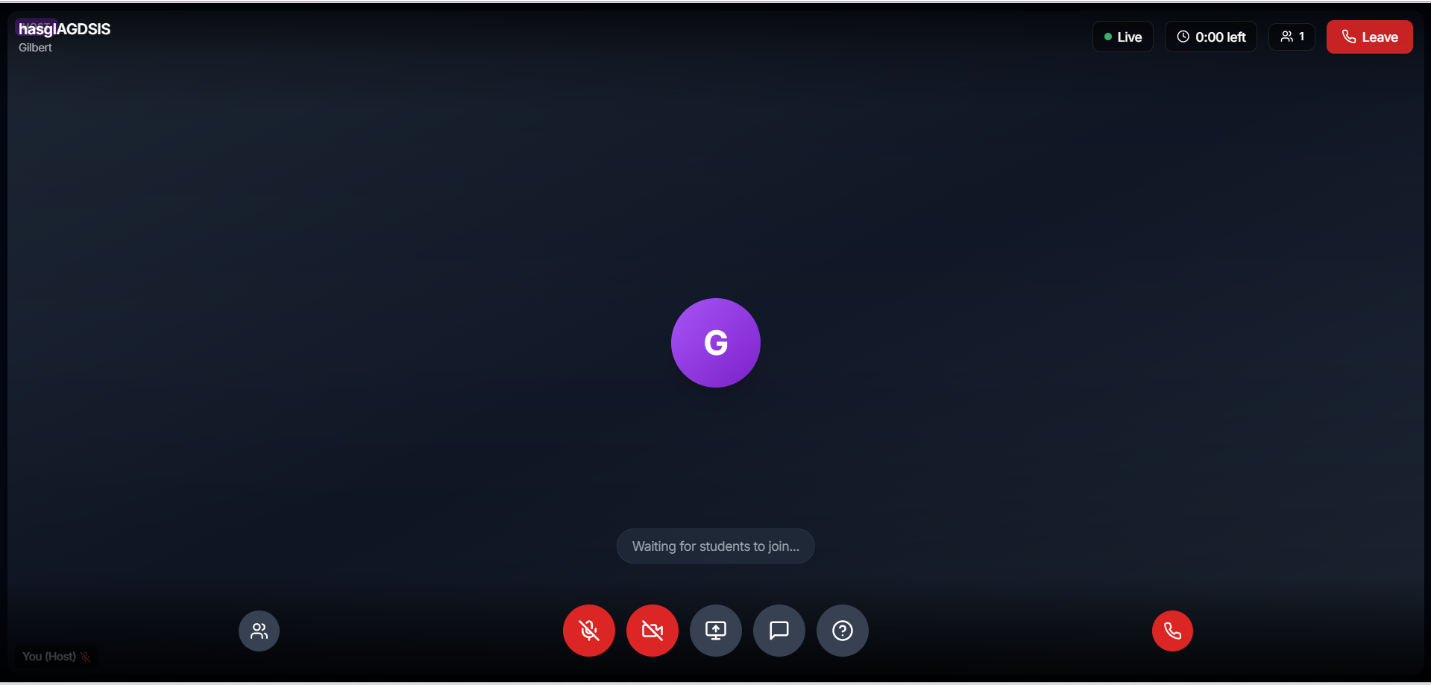 hasglAGDSIS
Gilbert
Live
0:00 left
1
Leave
G
Waiting for students to join...
You (Host)